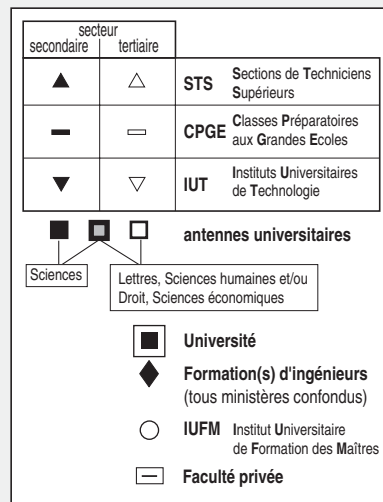 secteur
secondaire tertiaire
STS Sections de Techniciens
Supérieurs
CPGE Classes Préparatoires
aux Grandes Ecoles
IUT Instituts Universitaires
de Technologie
antennes universitaires
Sciences
Lettres, Sciences humaines et/ou
Droit, Sciences économiques
Université
Formation(s) d'ingénieurs
(tous ministères confondus)
IUFM Institut Universitaire
de Formation des Maîtres
Faculté privée